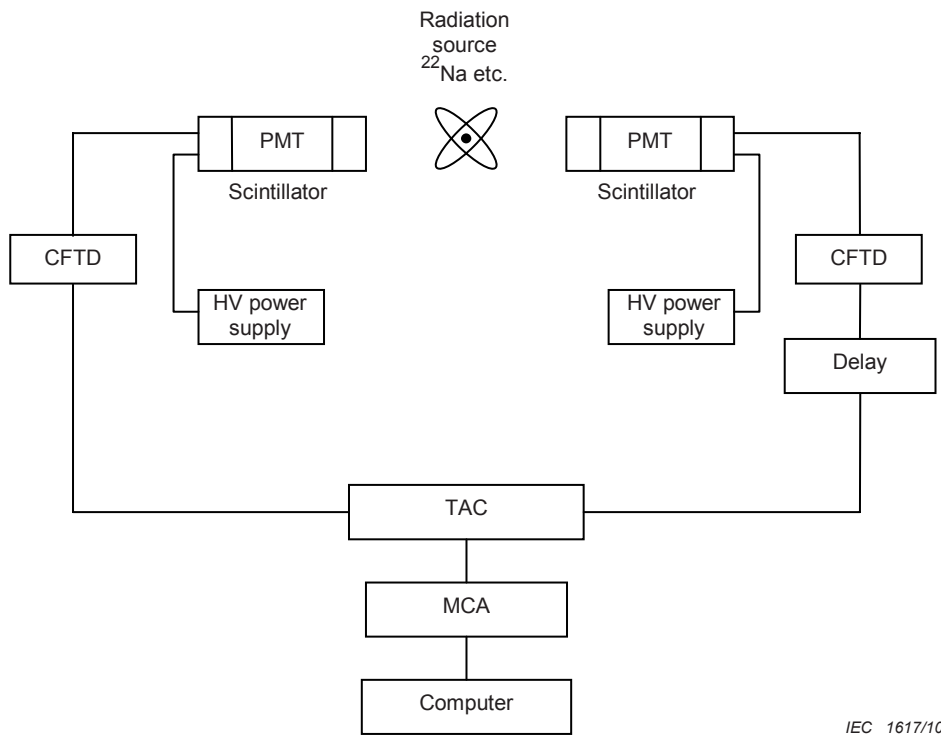 Radiation
source
²²Na etc.
PMT
PMT
Scintillator
Scintillator
CFTD
CFTD
HV power
supply
HV power
supply
Delay
TAC
MCA
Computer
IEC 1617/10